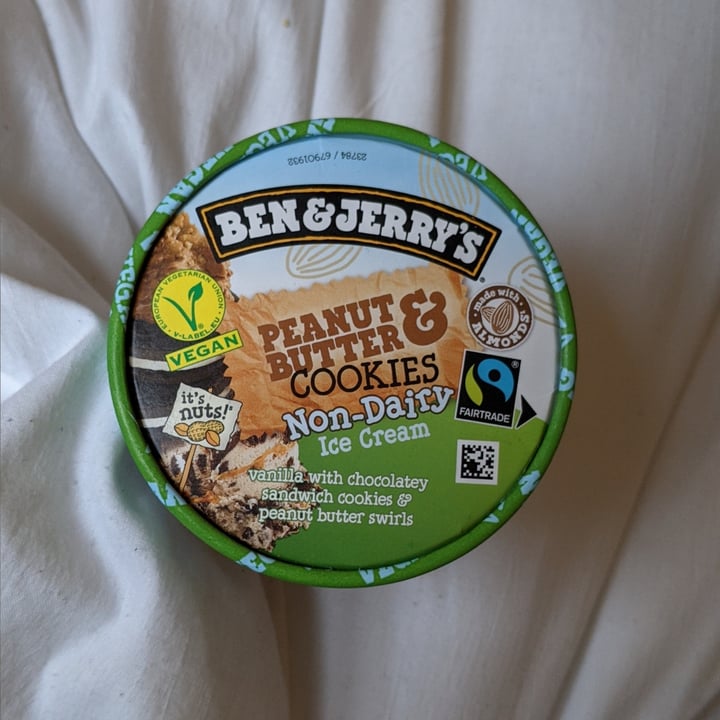 23784 / 67901932
BEN & JERRY'S
EUROPEAN VEGETARIAN UNION
V-LABEL.EU
VEGAN
PEANUT
BUTTER &
COOKIES
Non-Dairy
Ice Cream
made with
ALMONDS
it's
nuts!
FAIRTRADE
vanilla with chocolatey
sandwich cookies &
peanut butter swirls